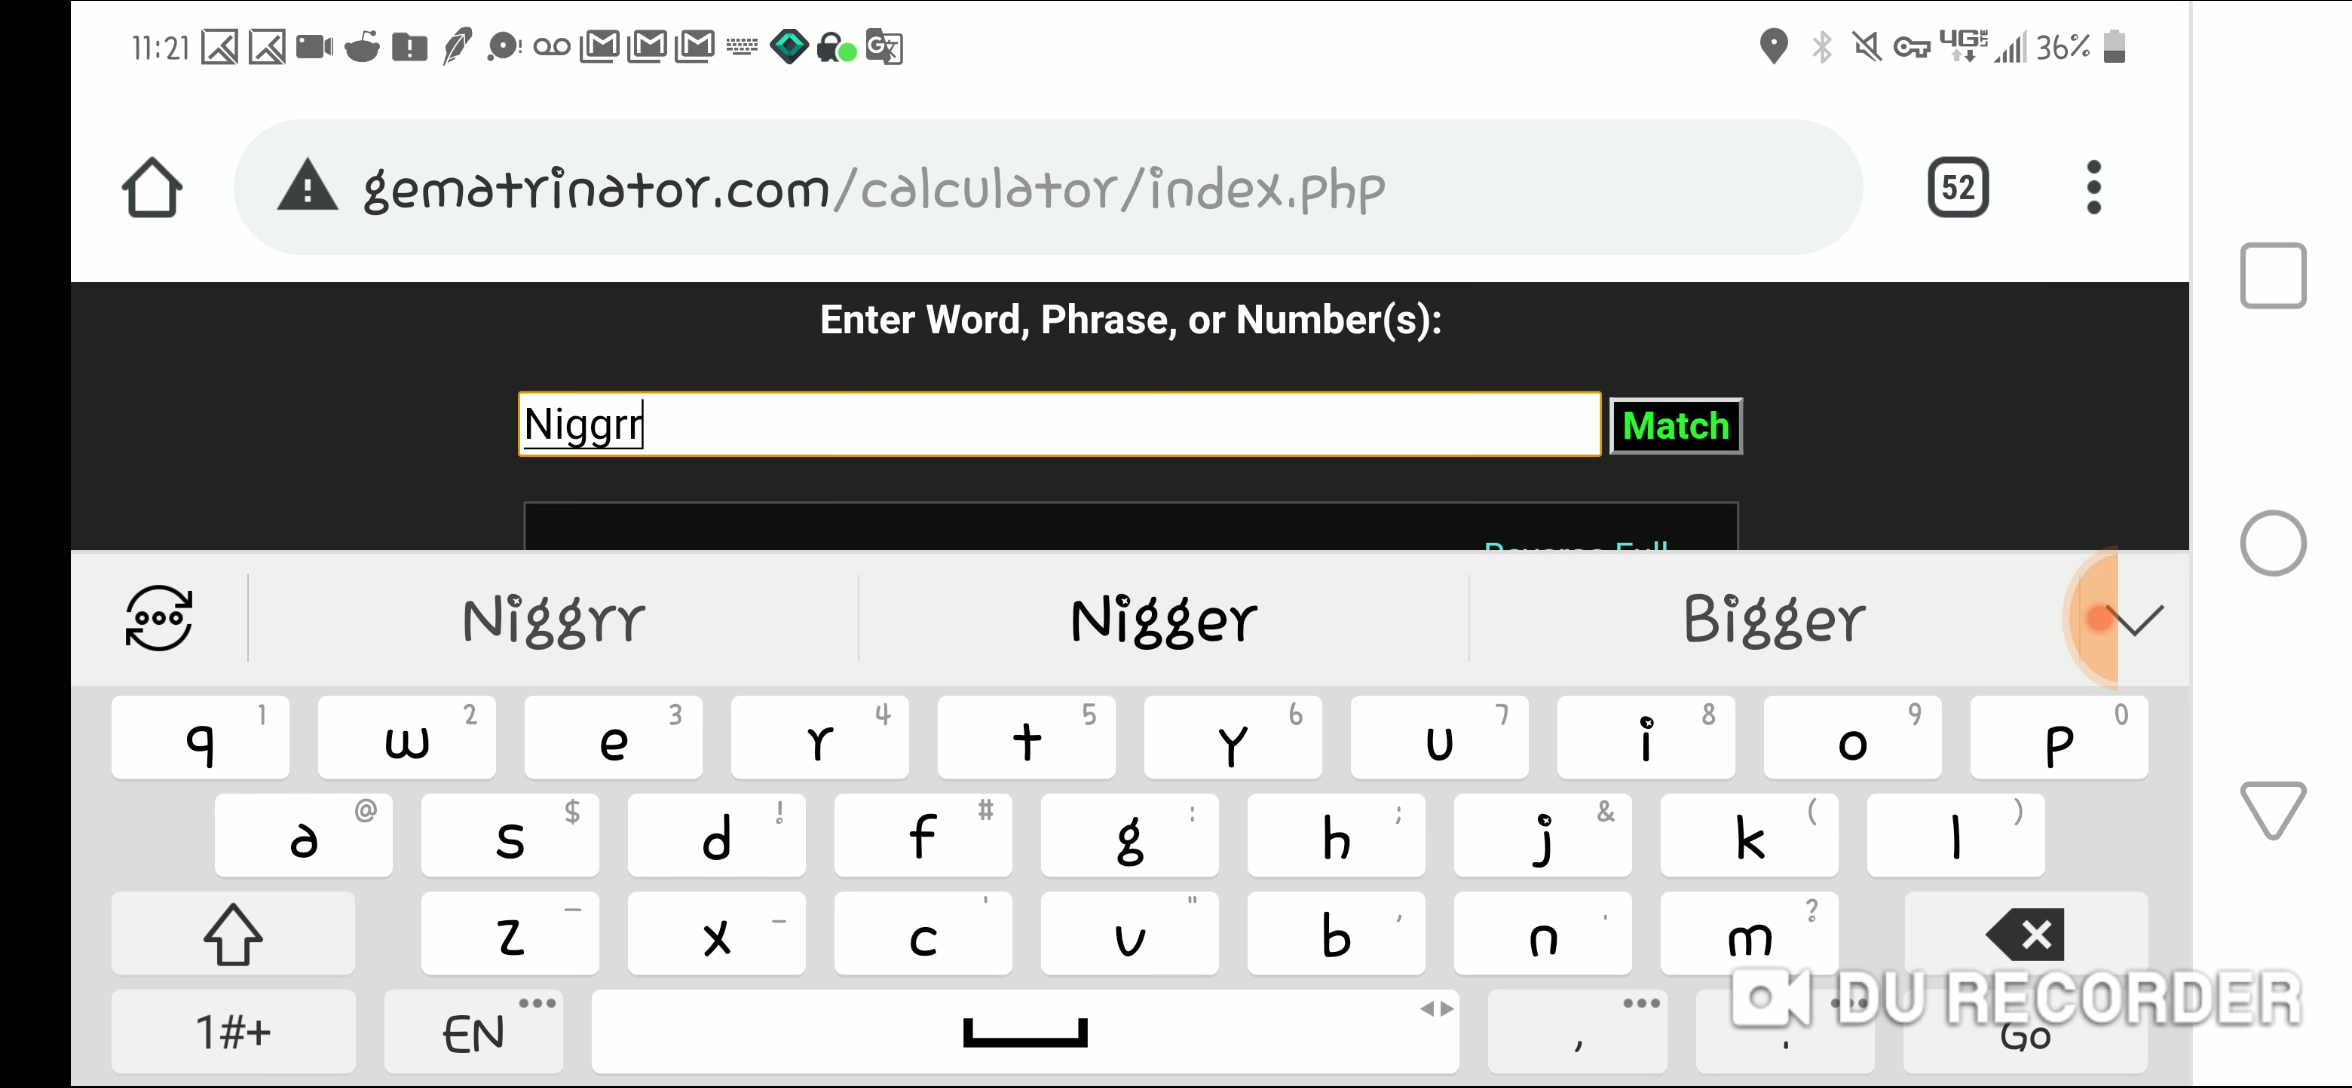 11:21 36%
gematrinator.com/calculator/index.php 52
Enter Word, Phrase, or Number(s):
Niggrr Match
Niggrr Nigger Bigger
q 1 w 2 e 3 r 4 t 5 y 6 u 7 i 8 o 9 p 0
a @ s $ d ! f # g : h ; j & k ( l )
z – x - c ' v " b , n . m ?
1#+ EN , . Go
DU RECORDER